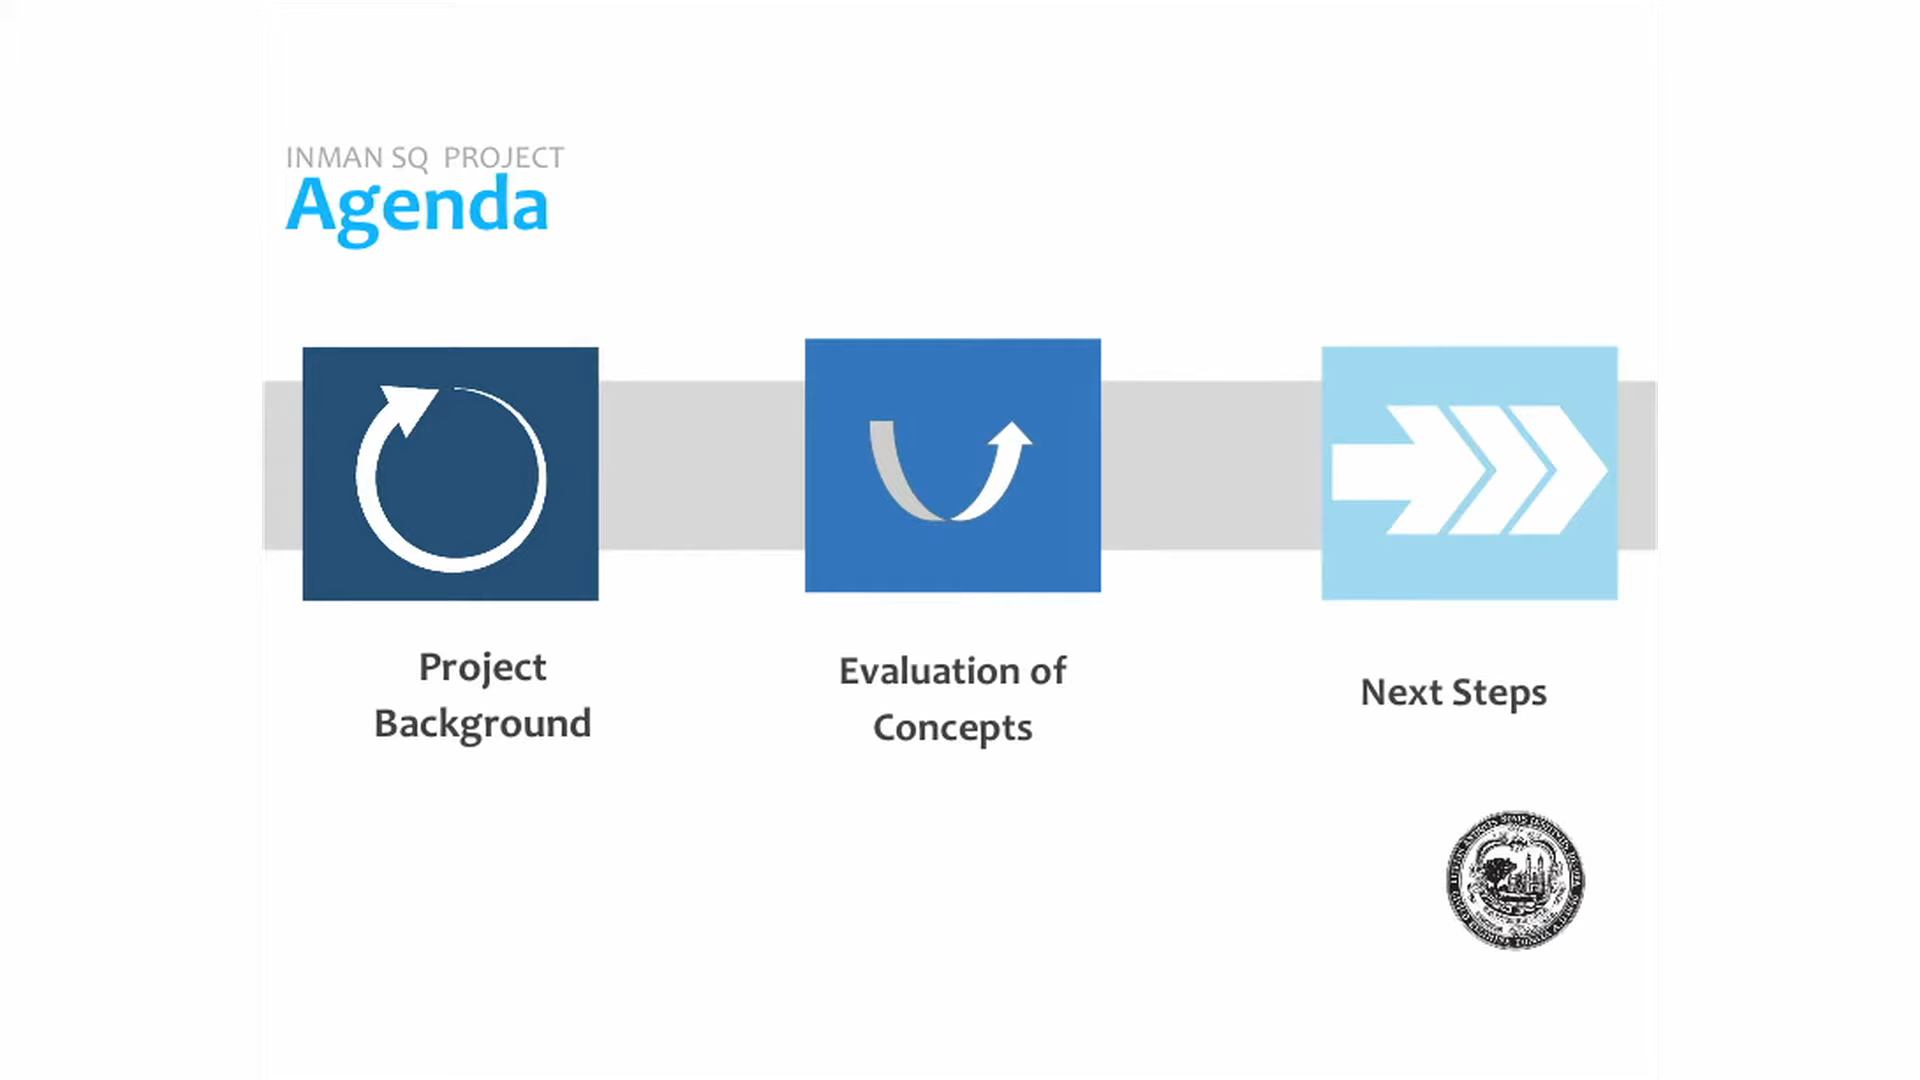 INMAN SQ PROJECT
Agenda
Project
Background
Evaluation of
Concepts
Next Steps